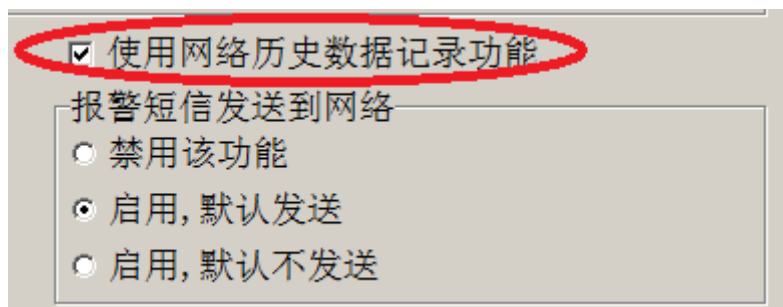 使用网络历史数据记录功能
报警短信发送到网络
禁用该功能
启用,默认发送
启用,默认不发送